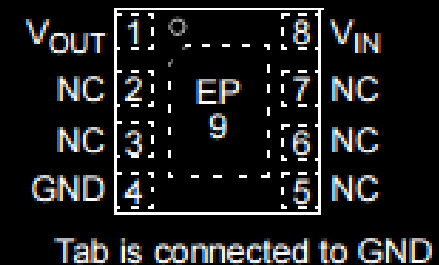 VOUT 1 8 VIN
NC 2 EP 7 NC
9
NC 3 6 NC
GND 4 5 NC
Tab is connected to GND